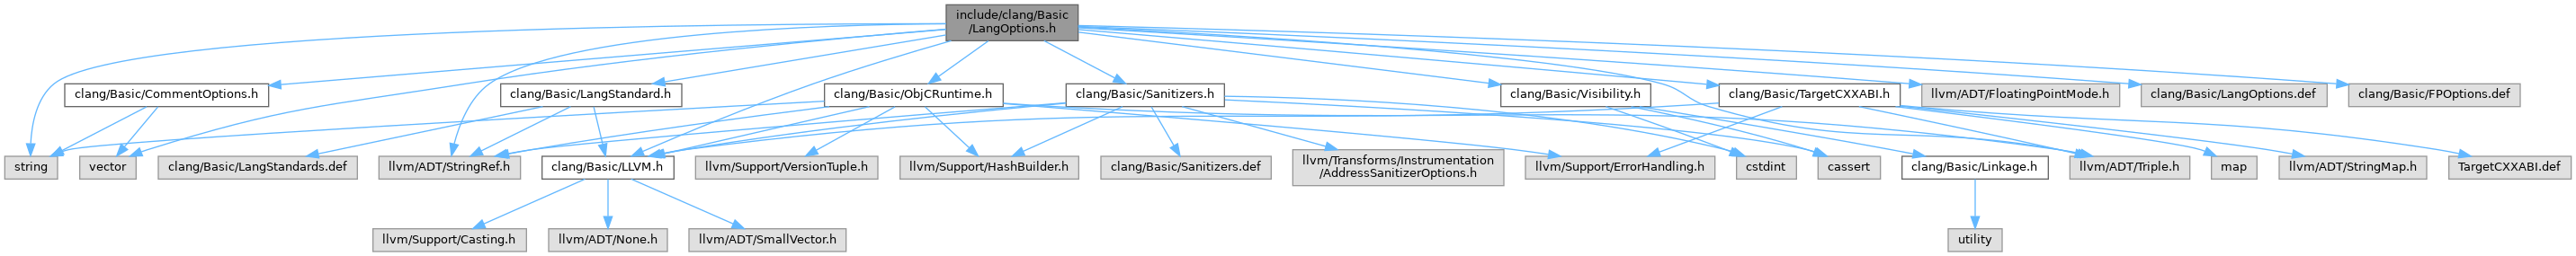 include/clang/Basic
/LangOptions.h
clang/Basic/CommentOptions.h
clang/Basic/LangStandard.h
clang/Basic/ObjCRuntime.h
clang/Basic/Sanitizers.h
clang/Basic/Visibility.h
clang/Basic/TargetCXXABI.h
llvm/ADT/FloatingPointMode.h
clang/Basic/LangOptions.def
clang/Basic/FPOptions.def
string
vector
clang/Basic/LangStandards.def
llvm/ADT/StringRef.h
clang/Basic/LLVM.h
llvm/Support/VersionTuple.h
llvm/Support/HashBuilder.h
clang/Basic/Sanitizers.def
llvm/Transforms/Instrumentation
/AddressSanitizerOptions.h
llvm/Support/ErrorHandling.h
cstdint
cassert
clang/Basic/Linkage.h
llvm/ADT/Triple.h
map
llvm/ADT/StringMap.h
TargetCXXABI.def
llvm/Support/Casting.h
llvm/ADT/None.h
llvm/ADT/SmallVector.h
utility